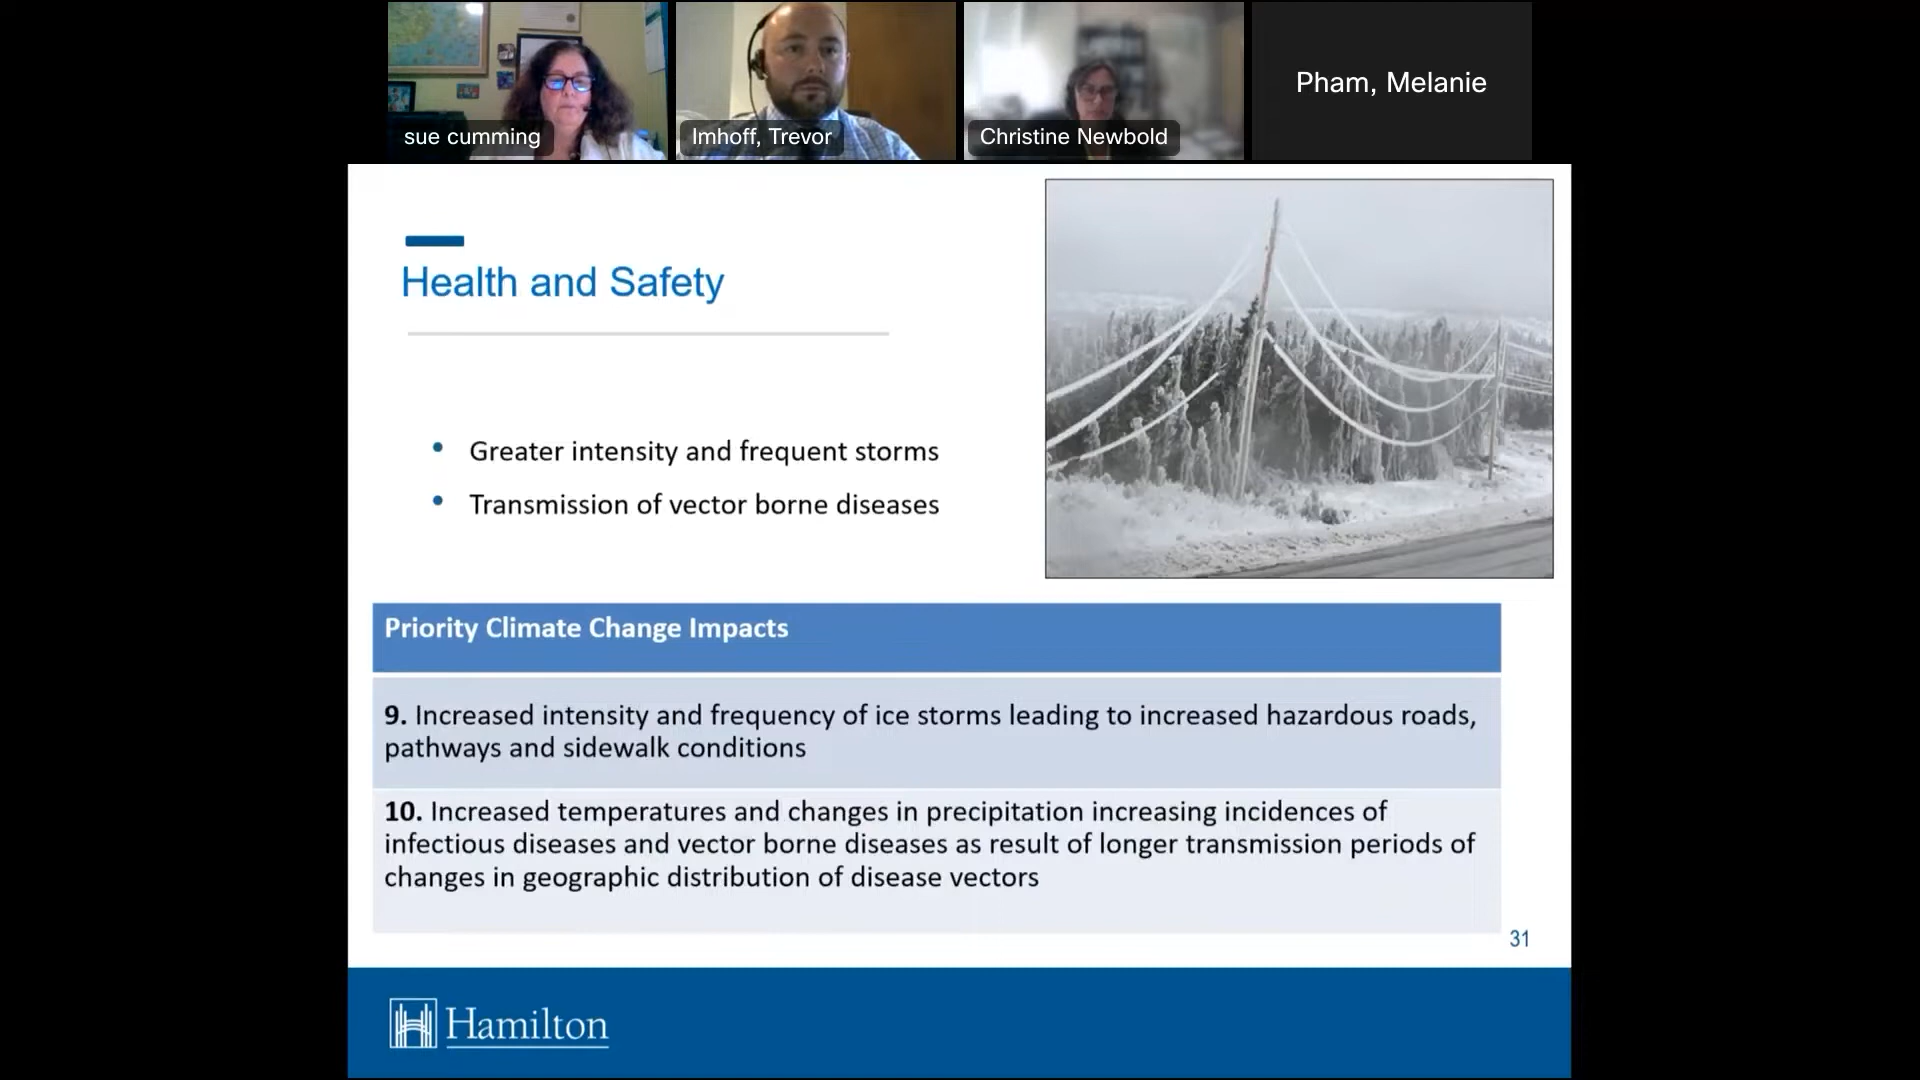 sue cumming
Imhoff, Trevor
Christine Newbold
Pham, Melanie
Health and Safety
• Greater intensity and frequent storms
• Transmission of vector borne diseases
Priority Climate Change Impacts
9. Increased intensity and frequency of ice storms leading to increased hazardous roads,
pathways and sidewalk conditions
10. Increased temperatures and changes in precipitation increasing incidences of
infectious diseases and vector borne diseases as result of longer transmission periods of
changes in geographic distribution of disease vectors
31
Hamilton